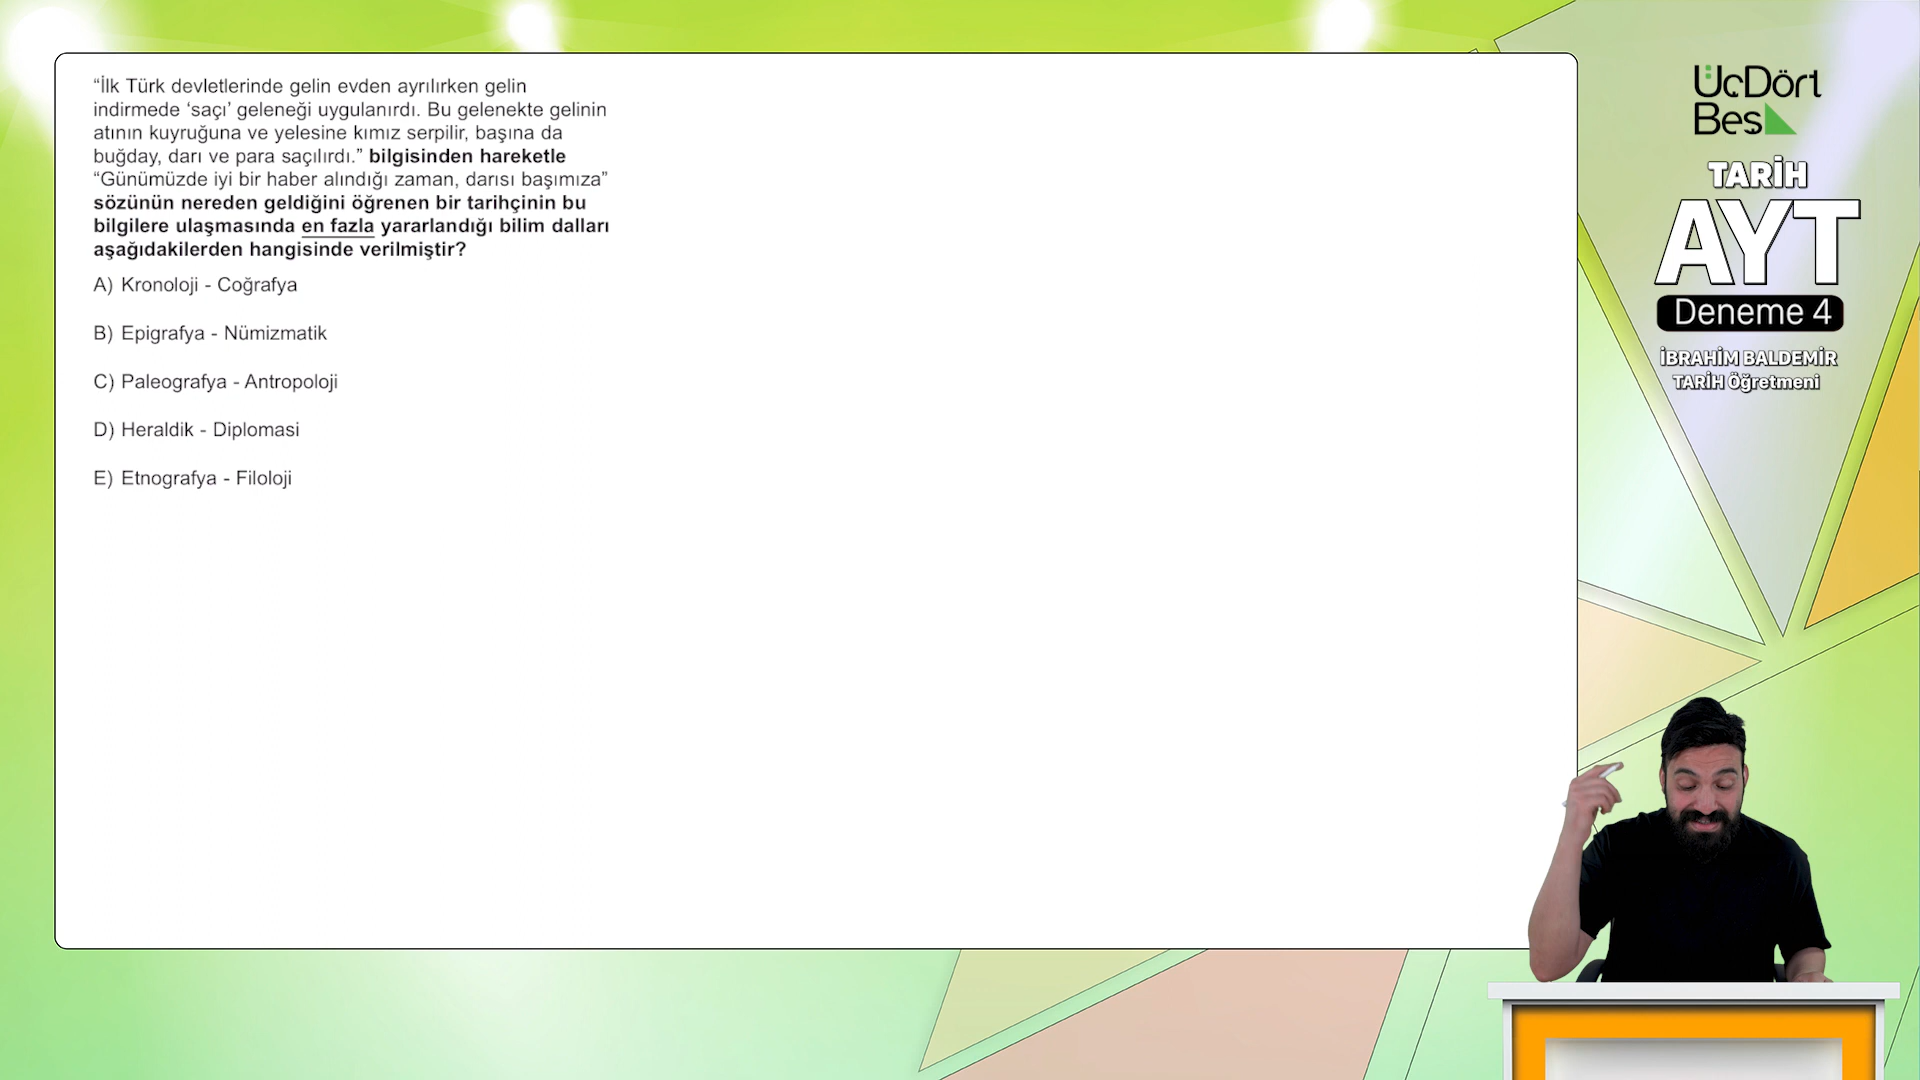 “İlk Türk devletlerinde gelin evden ayrılırken gelin
indirmede ‘saçı’ geleneği uygulanırdı. Bu gelenekte gelinin
atının kuyruğuna ve yelesine kımız serpilir, başına da
buğday, darı ve para saçılırdı.” bilgisinden hareketle
“Günümüzde iyi bir haber alındığı zaman, darısı başımıza”
sözünün nereden geldiğini öğrenen bir tarihçinin bu
bilgilere ulaşmasında en fazla yararlandığı bilim dalları
aşağıdakilerden hangisinde verilmiştir?
A) Kronoloji - Coğrafya
B) Epigrafya - Nümizmatik
C) Paleografya - Antropoloji
D) Heraldik - Diplomasi
E) Etnografya - Filoloji
ÜçDört
Beş
TARİH
AYT
Deneme 4
İBRAHİM BALDEMİR
TARİH Öğretmeni